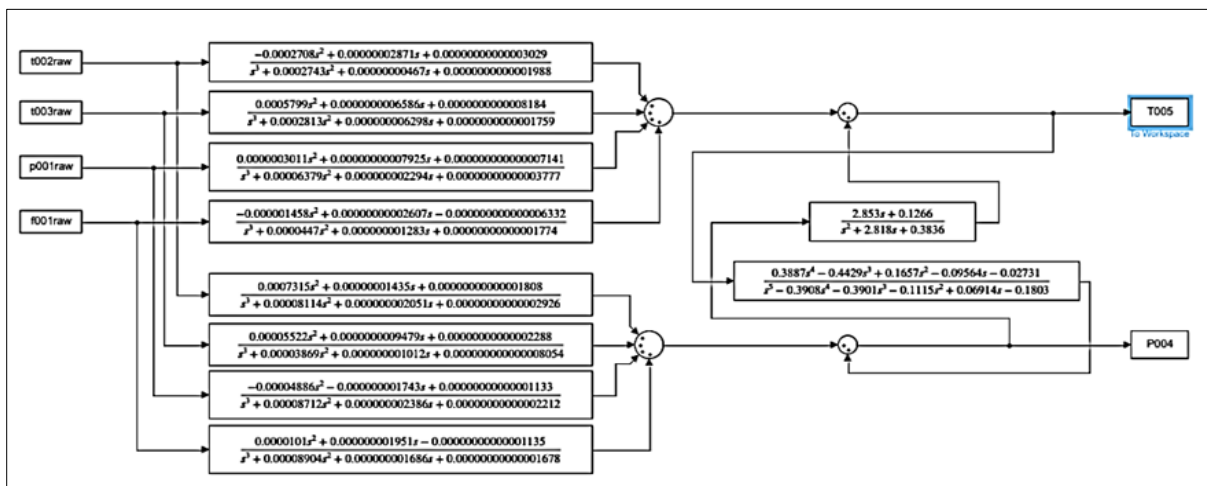 t002raw
-0.0002708s² + 0.00000002871s + 0.00000000000003029
s³ + 0.0002743s² + 0.00000000467s + 0.0000000000001988
t003raw
0.0005799s² + 0.0000000006586s + 0.0000000000008184
s³ + 0.0002813s² + 0.000000006298s + 0.000000000001759
p001raw
0.0000003011s² + 0.00000000007925s + 0.000000000000007141
s³ + 0.00006379s² + 0.000000002294s + 0.00000000000003777
f001raw
-0.000001458s² + 0.00000000002607s - 0.000000000000006332
s³ + 0.0000447s² + 0.000000001283s + 0.0000000000001774
T005
To Workspace
2.853s + 0.1266
s² + 2.818s + 0.3836
0.3887s⁴ - 0.4429s³ + 0.1657s² - 0.09564s - 0.02731
s⁵ - 0.3908s⁴ - 0.3901s³ - 0.1115s² + 0.06914s - 0.1803
0.0007315s² + 0.00000001435s + 0.00000000000001808
s³ + 0.00008114s² + 0.000000002051s + 0.00000000000002926
0.00005522s² + 0.0000000009479s + 0.00000000000002288
s³ + 0.00003869s² + 0.000000001012s + 0.000000000000008054
-0.00004886s² - 0.000000001743s + 0.00000000000001133
s³ + 0.00008712s² + 0.000000002386s + 0.00000000000002212
0.0000101s² + 0.000000001951s - 0.00000000000001135
s³ + 0.00008904s² + 0.000000001686s + 0.00000000000001678
P004